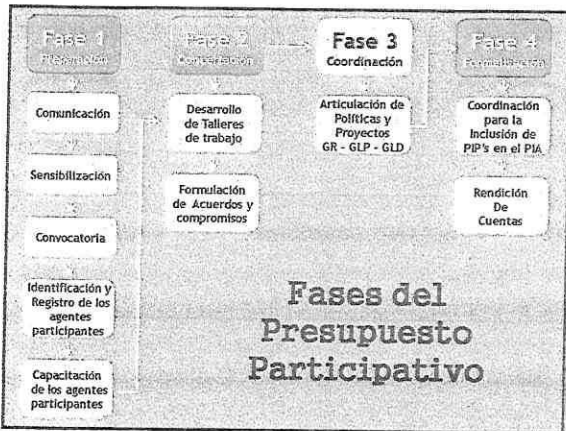 Fase 1
Preparación
Comunicación
Sensibilización
Convocatoria
Identificación y
Registro de los
agentes
participantes
Capacitación
de los agentes
participantes
Fase 2
Concertación
Desarrollo
de Talleres
de trabajo
Formulación
de Acuerdos y
compromisos
Fase 3
Coordinación
Articulación de
Políticas y
Proyectos
GR - GLP - GLD
Fase 4
Formalización
Coordinación
para la
Inclusión de
PIP's en el PIA
Rendición
De
Cuentas
Fases del
Presupuesto
Participativo